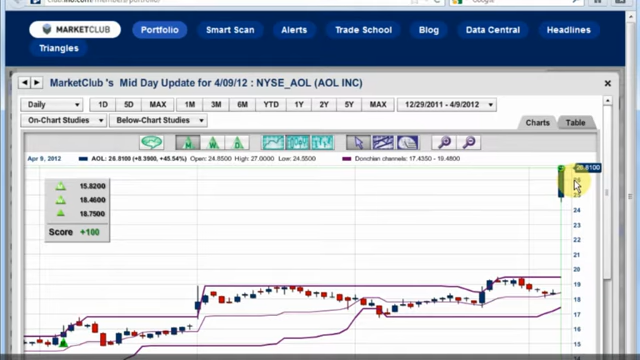 MARKETCLUB Portfolio Smart Scan Alerts Trade School Blog Data Central Headlines
Triangles
MarketClub 's Mid Day Update for 4/09/12 : NYSE_AOL (AOL INC)
Daily 1D 5D MAX 1M 3M 6M YTD 1Y 2Y 5Y MAX 12/29/2011 - 4/9/2012
On-Chart Studies Below-Chart Studies Charts Table
M W D
Apr 9, 2012 AOL: 26.8100 (+8.3900, +45.54%) Open: 24.8500 High: 27.0000 Low: 24.5500 Donchian channels: 17.4350 - 19.4800
26.8100
15.8200
18.4600
18.7500
Score +100
25
24
23
22
21
20
19
18
17
16
15
14